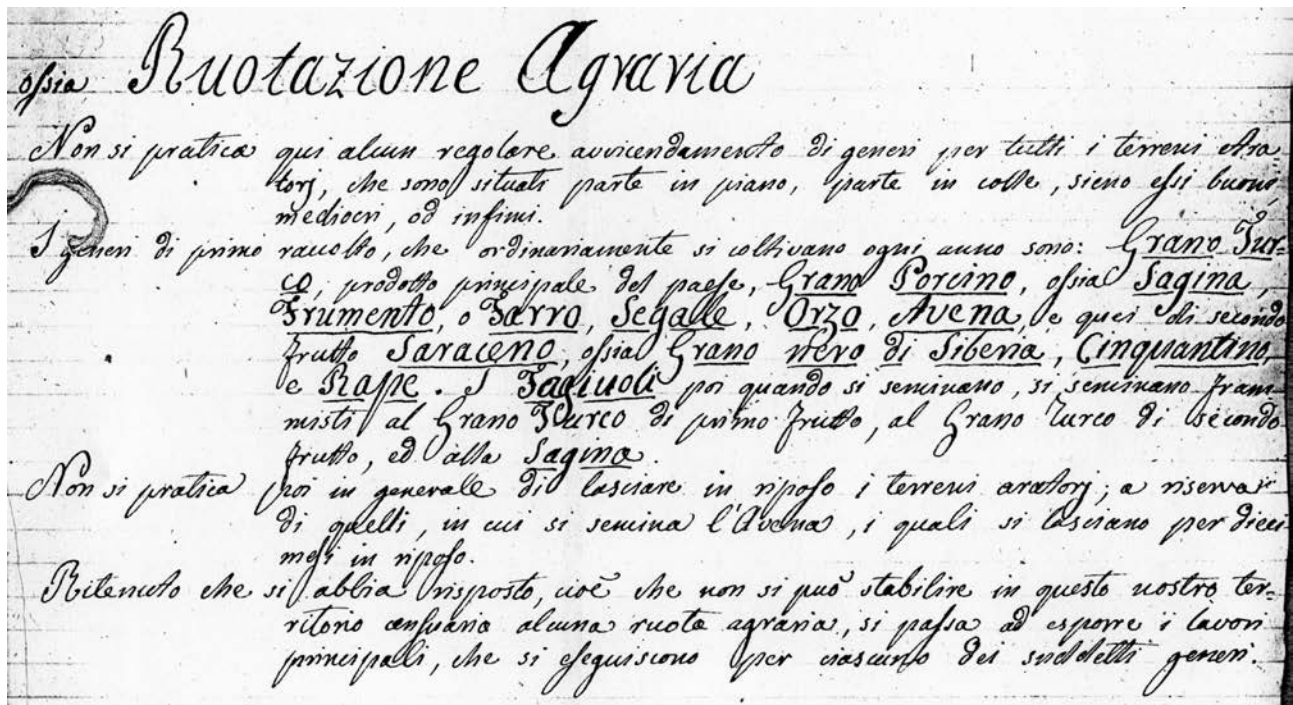 ossia Ruotazione Agraria
Non si pratica qui alcun regolare avvicendamento di generi per tutti i terreni Ara-
torj, che sono situati parte in piano, parte in colle, sieno essi buoni,
mediocri, od infimi.
I generi di primo raccolto, che ordinariamente si coltivano ogni anno sono: Grano Tur-
co, prodotto principale del paese, Grano Porcino, ossia Sagina,
Frumento, o Farro, Segalle, Orzo, Avena, e quei di secondo
frutto Saraceno, ossia Grano nero di Siberia, Cinquantino,
e Rappe. I Fagiuoli poi quando si seminano, si seminano fram-
misti al Grano Turco di primo frutto, al Grano Turco di secondo
frutto, ed alla Sagina.
Non si pratica poi in generale di lasciare in riposo i terreni aratorj; a riserva
di quelli, in cui si semina l'Avena, i quali si lasciano per dieci
mesi in riposo.
Ritenuto che si abbia risposto, cioè che non si può stabilire in questo nostro ter-
ritorio censuario alcuna ruota agraria, si passa ad esporre i lavori
principali, che si eseguiscono per ciascuno dei suddetti generi.